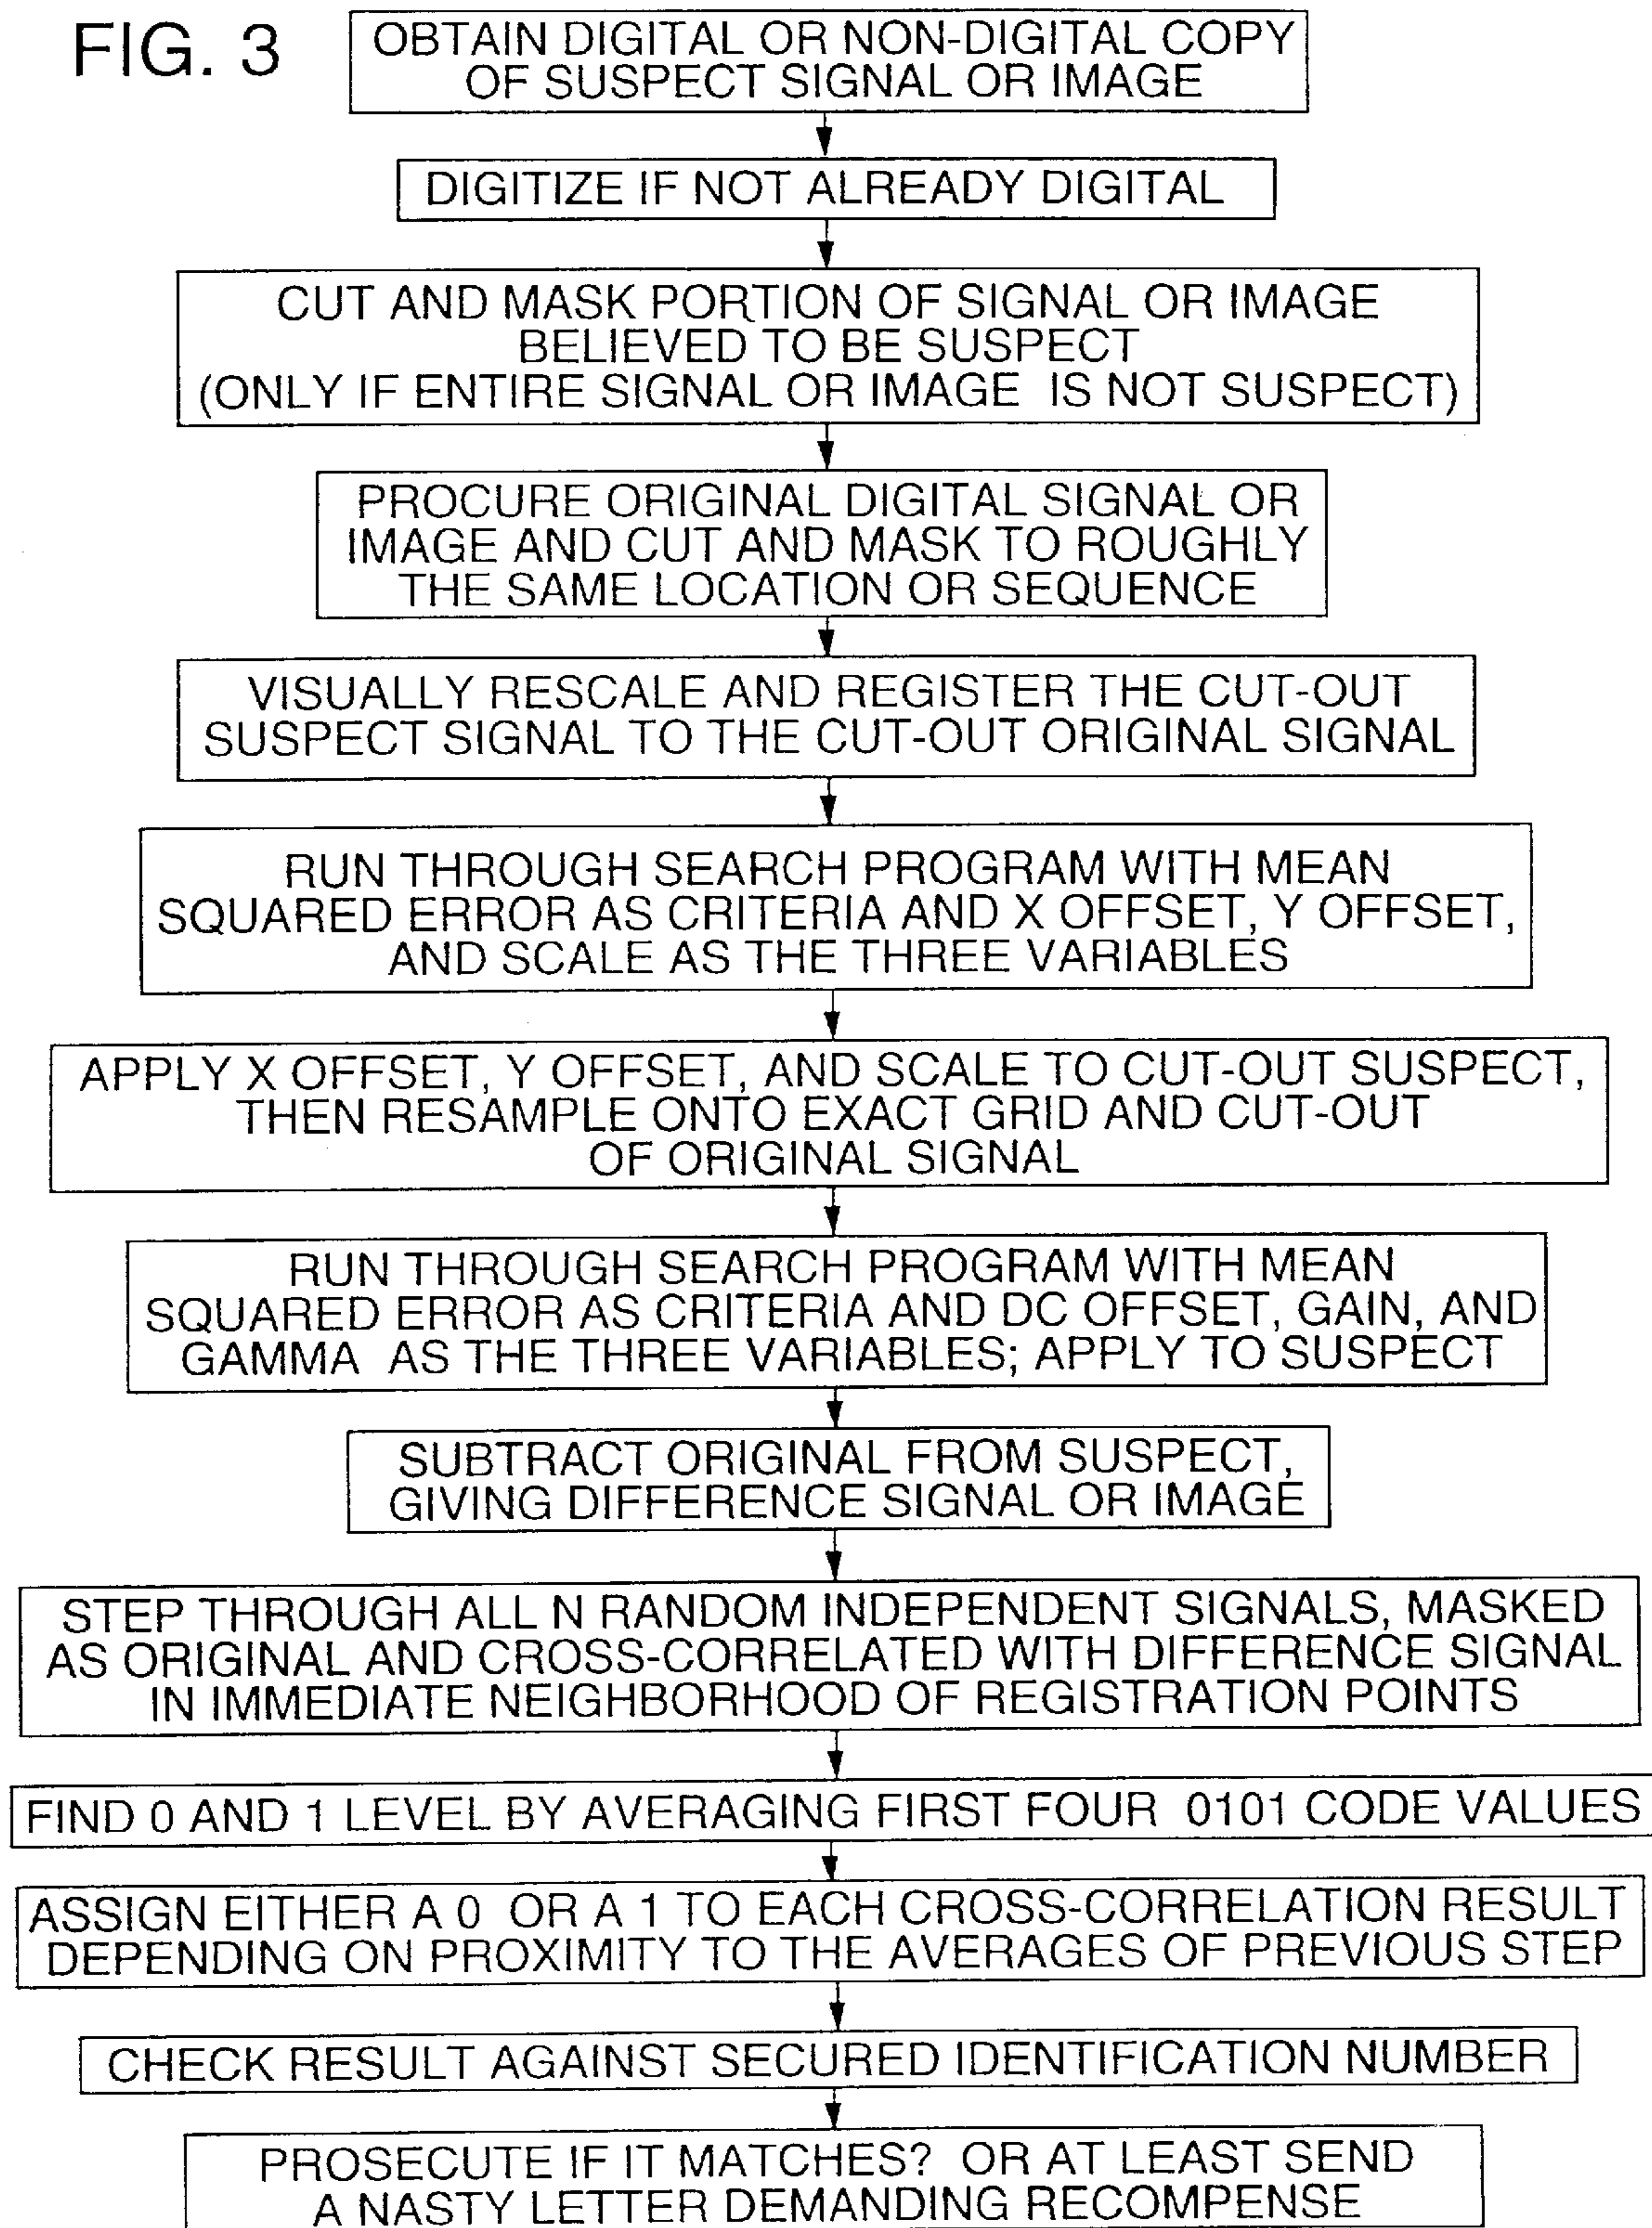 FIG. 3
OBTAIN DIGITAL OR NON-DIGITAL COPY
OF SUSPECT SIGNAL OR IMAGE
DIGITIZE IF NOT ALREADY DIGITAL
CUT AND MASK PORTION OF SIGNAL OR IMAGE
BELIEVED TO BE SUSPECT
(ONLY IF ENTIRE SIGNAL OR IMAGE IS NOT SUSPECT)
PROCURE ORIGINAL DIGITAL SIGNAL OR
IMAGE AND CUT AND MASK TO ROUGHLY
THE SAME LOCATION OR SEQUENCE
VISUALLY RESCALE AND REGISTER THE CUT-OUT
SUSPECT SIGNAL TO THE CUT-OUT ORIGINAL SIGNAL
RUN THROUGH SEARCH PROGRAM WITH MEAN
SQUARED ERROR AS CRITERIA AND X OFFSET, Y OFFSET,
AND SCALE AS THE THREE VARIABLES
APPLY X OFFSET, Y OFFSET, AND SCALE TO CUT-OUT SUSPECT,
THEN RESAMPLE ONTO EXACT GRID AND CUT-OUT
OF ORIGINAL SIGNAL
RUN THROUGH SEARCH PROGRAM WITH MEAN
SQUARED ERROR AS CRITERIA AND DC OFFSET, GAIN, AND
GAMMA AS THE THREE VARIABLES; APPLY TO SUSPECT
SUBTRACT ORIGINAL FROM SUSPECT,
GIVING DIFFERENCE SIGNAL OR IMAGE
STEP THROUGH ALL N RANDOM INDEPENDENT SIGNALS, MASKED
AS ORIGINAL AND CROSS-CORRELATED WITH DIFFERENCE SIGNAL
IN IMMEDIATE NEIGHBORHOOD OF REGISTRATION POINTS
FIND 0 AND 1 LEVEL BY AVERAGING FIRST FOUR 0101 CODE VALUES
ASSIGN EITHER A 0 OR A 1 TO EACH CROSS-CORRELATION RESULT
DEPENDING ON PROXIMITY TO THE AVERAGES OF PREVIOUS STEP
CHECK RESULT AGAINST SECURED IDENTIFICATION NUMBER
PROSECUTE IF IT MATCHES? OR AT LEAST SEND
A NASTY LETTER DEMANDING RECOMPENSE